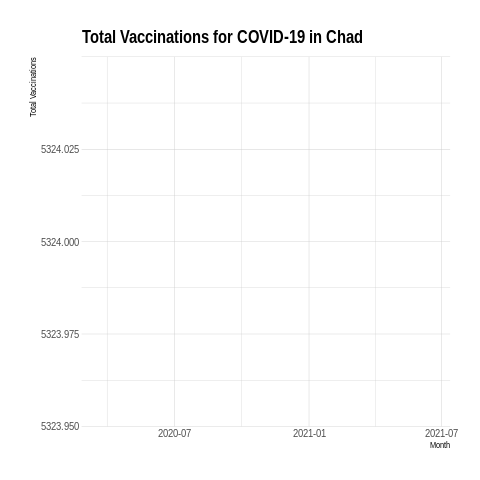 Total Vaccinations for COVID-19 in Chad
Total Vaccinations
5324.025
5324.000
5323.975
5323.950
2020-07
2021-01
2021-07
Month